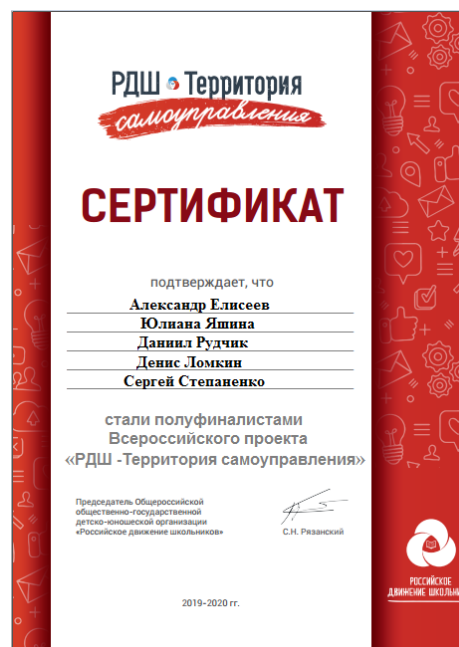 РДШ Территория
самоуправления
СЕРТИФИКАТ
подтверждает, что
Александр Елисеев
Юлиана Яшина
Даниил Рудчик
Денис Ломкин
Сергей Степаненко
стали полуфиналистами
Всероссийского проекта
«РДШ -Территория самоуправления»
Председатель Общероссийской
общественно-государственной
детско-юношеской организации
«Российское движение школьников»
С.Н. Рязанский
РОССИЙСКОЕ
ДВИЖЕНИЕ
2019-2020 гг.